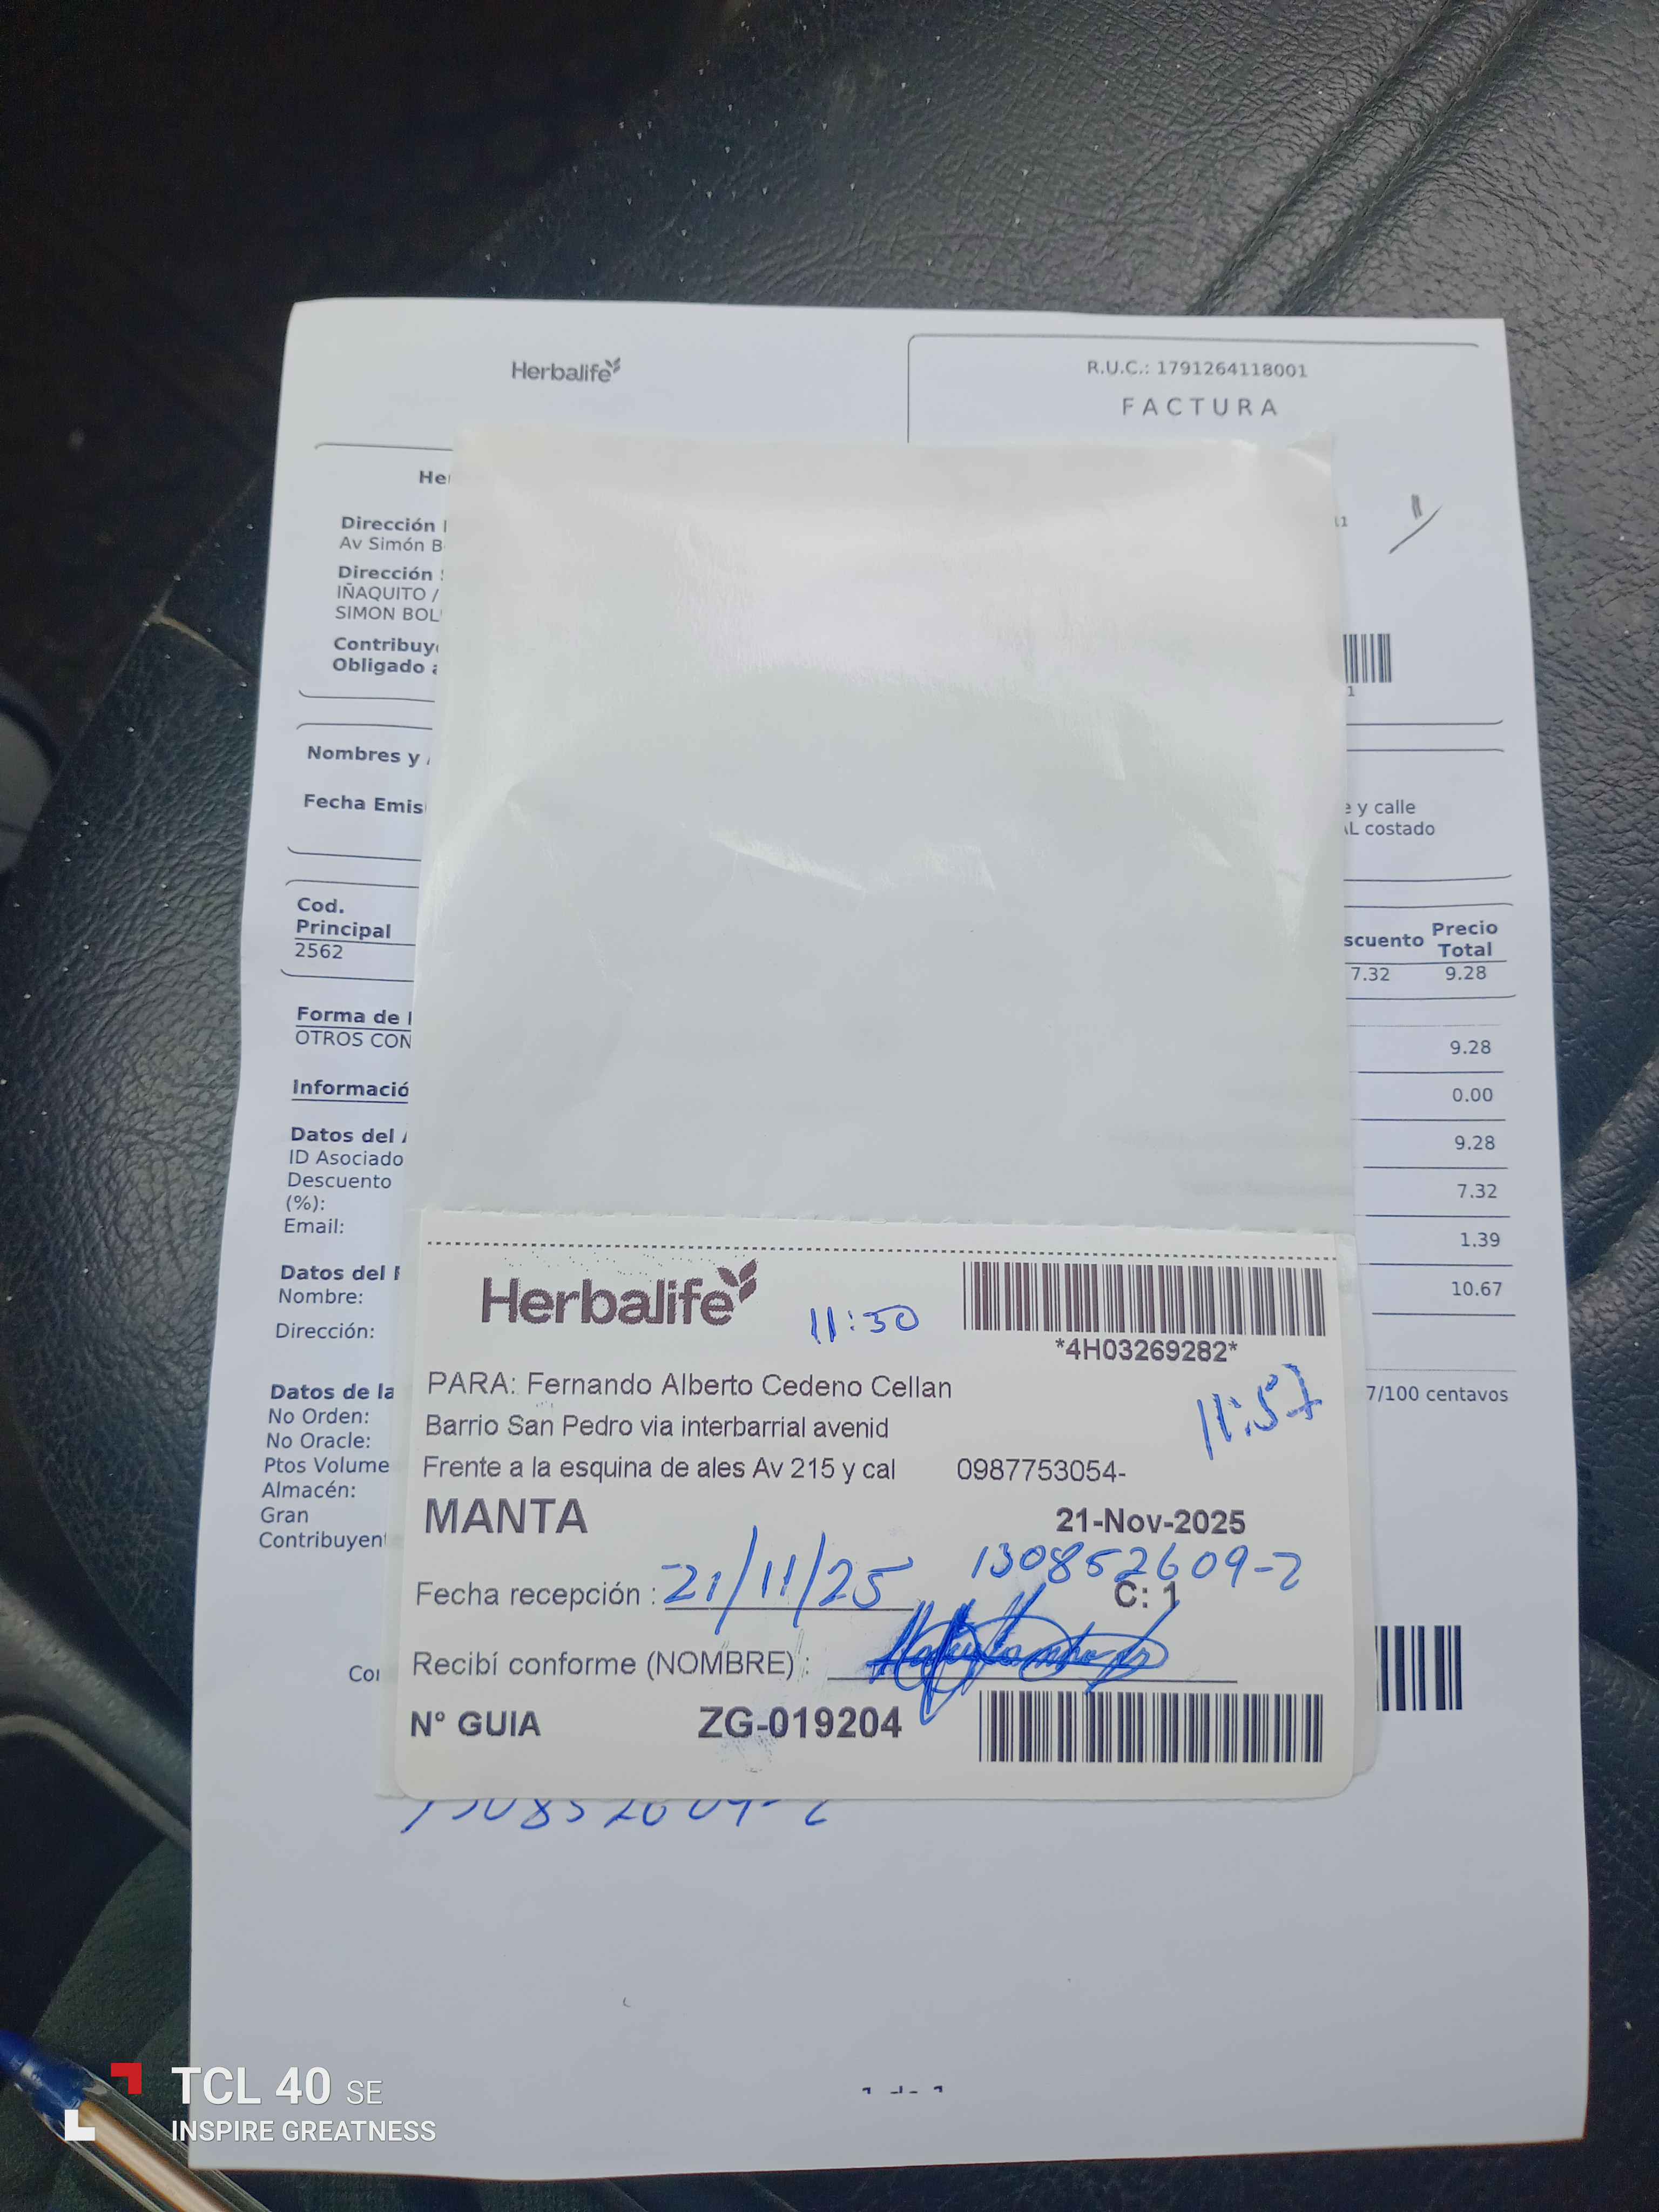 Herbalife
R.U.C.: 1791264118001
FACTURA
Dirección
Av Simón B
Dirección
IÑAQUITO /
SIMON BOL
Obligado
Nombres y
Fecha
e y calle
AL costado
Cod.
Principal
scuento
Precio
Total
2562
7.32 9.28
Forma de
OTROS CON
9.28
0.00
Datos del
9.28
ID Asociado
Descuento
7.32
(%):
Email:
1.39
Datos del
10.67
Nombre:
Dirección:
Datos de la
7/100 centavos
No Orden:
No Oracle:
Ptos Volume
Almacén:
Gran
Herbalife
11:50
*4H03269282*
PARA: Fernando Alberto Cedeno Cellan
11:57
Barrio San Pedro via interbarrial avenid
Frente a la esquina de ales Av 215 y cal 0987753054-
MANTA 21-Nov-2025
130852609-2
Fecha recepción : 21/11/25 C: 1
Recibí conforme (NOMBRE) :
N° GUIA ZG-019204
TCL 40 SE
INSPIRE GREATNESS